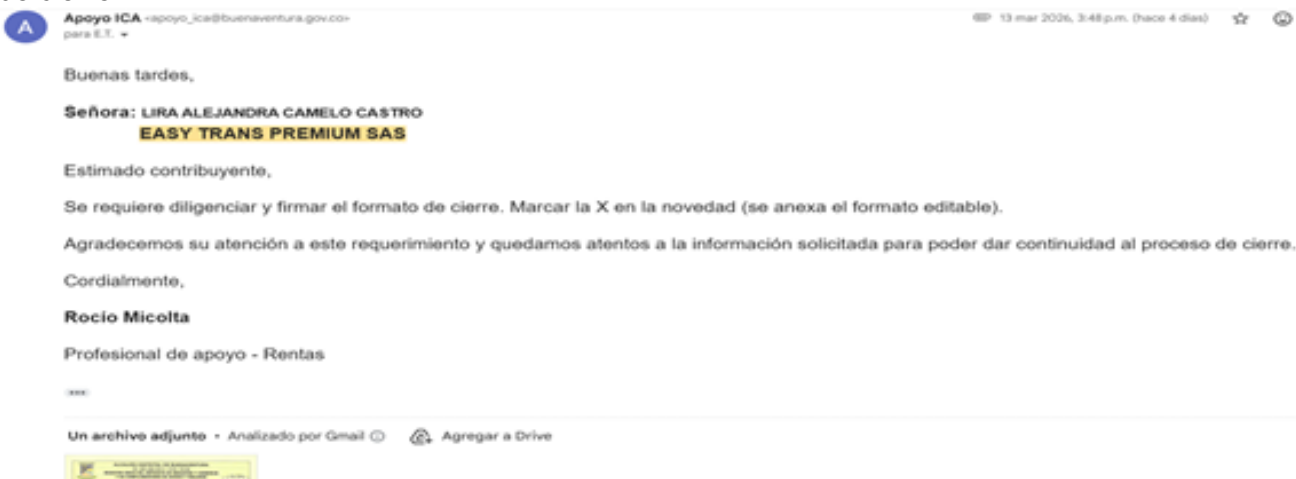 A
Apoyo ICA <apoyo_ica@buenaventura.gov.co>
13 mar 2026, 3:48 p.m. (hace 4 días)
para E.T.
Buenas tardes,
Señora: LIRA ALEJANDRA CAMELO CASTRO
EASY TRANS PREMIUM SAS
Estimado contribuyente,
Se requiere diligenciar y firmar el formato de cierre. Marcar la X en la novedad (se anexa el formato editable).
Agradecemos su atención a este requerimiento y quedamos atentos a la información solicitada para poder dar continuidad al proceso de cierre.
Cordialmente,
Rocío Micolta
Profesional de apoyo - Rentas
Un archivo adjunto • Analizado por Gmail
Agregar a Drive